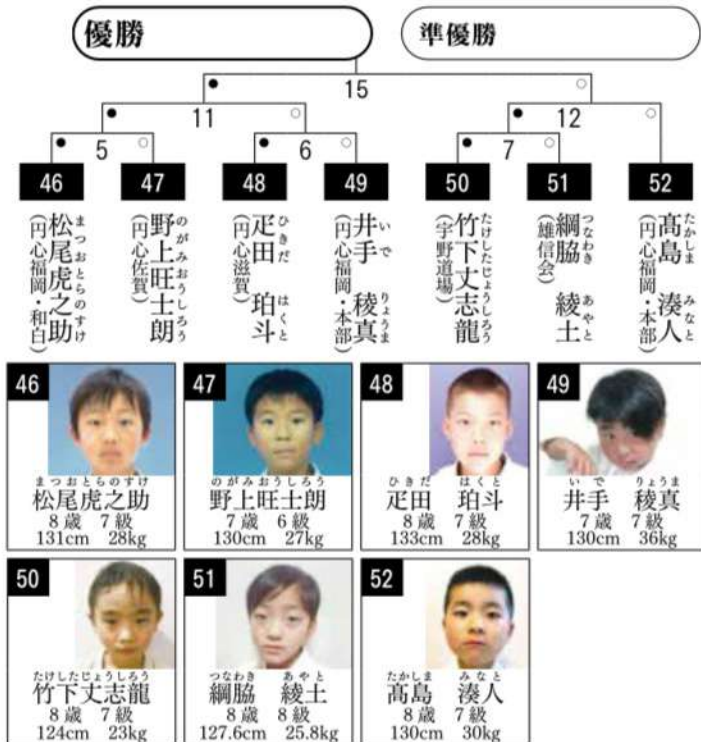 優勝
準優勝
15
11
12
5
6
7
46
47
48
49
50
51
52
松尾虎之助
まつおとらのすけ
(円心福岡・和白)
野上旺士朗
のがみおうしろう
(円心佐賀)
疋田 珀斗
ひきだ はくと
(円心滋賀)
井手 稜真
いで りょうま
(円心福岡・本部)
竹下丈志龍
たけしたじょうしろう
(宇野道場)
綱脇 綾土
つなわき あやと
(雄信会)
髙島 湊人
たかしま みなと
(円心福岡・本部)
46
まつおとらのすけ
松尾虎之助
8歳 7級
131cm 28kg
47
のがみおうしろう
野上旺士朗
7歳 6級
130cm 27kg
48
ひきだ はくと
疋田 珀斗
8歳 7級
133cm 28kg
49
いで りょうま
井手 稜真
7歳 7級
130cm 36kg
50
たけしたじょうしろう
竹下丈志龍
8歳 7級
124cm 23kg
51
つなわき あやと
綱脇 綾土
8歳 8級
127.6cm 25.8kg
52
たかしま みなと
髙島 湊人
8歳 7級
130cm 30kg